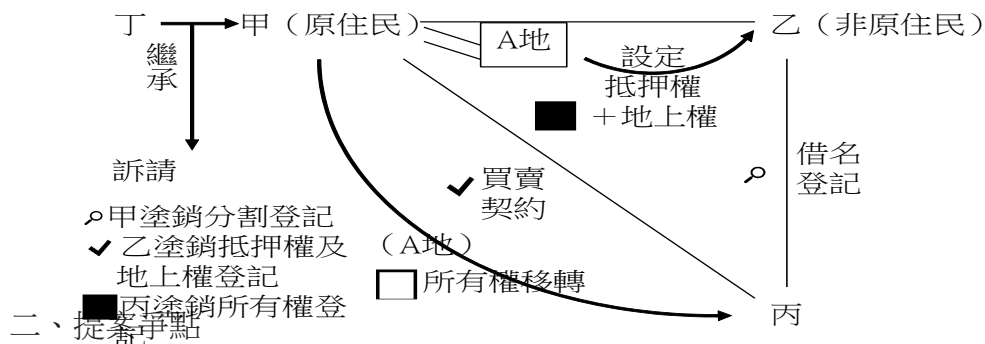 丁 甲（原住民） A地 乙（非原住民）
繼承
設定
抵押權
＋地上權
訴請
買賣
契約
借名
登記
甲塗銷分割登記
乙塗銷抵押權及
地上權登記
（A地）
所有權移轉
丙塗銷所有權登
記
丙
二、提案爭點